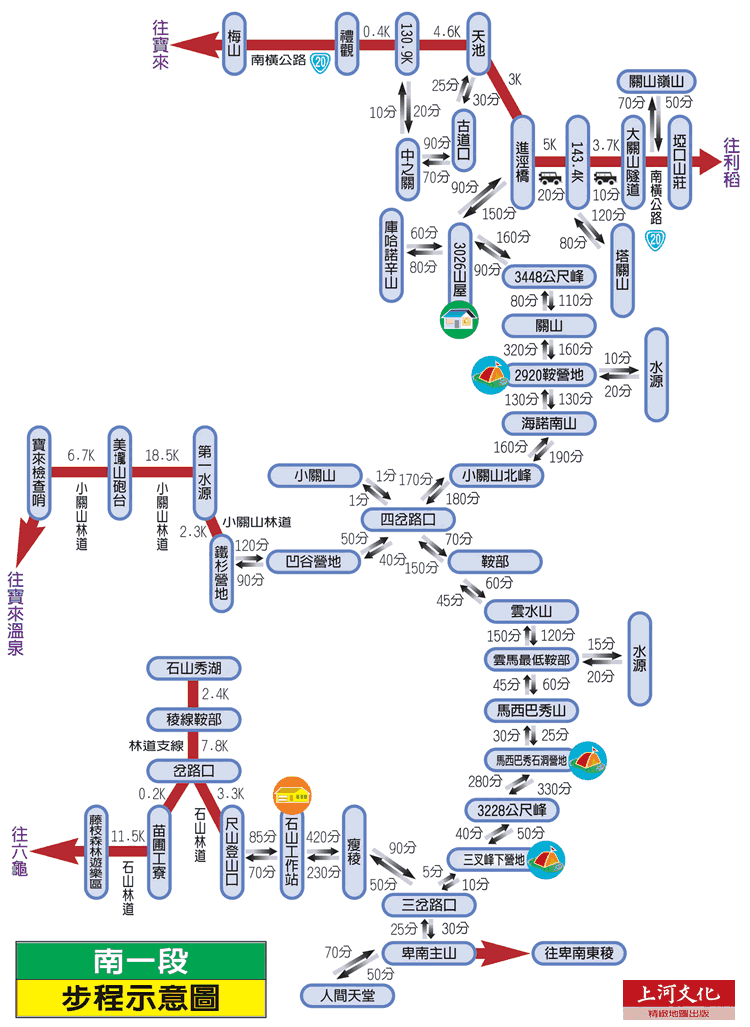 往寶來
梅山
南橫公路
20
禮觀
0.4K
130.9K
4.6K
天池
3K
25分
30分
10分
20分
古道口
90分
70分
中之關
進涇橋
5K
20分
143.4K
3.7K
10分
大關山隧道
關山嶺山
70分
50分
埡口山莊
南橫公路
20
往利稻
120分
80分
塔關山
90分
150分
庫哈諾辛山
60分
80分
3026山屋
160分
90分
3448公尺峰
80分
110分
關山
320分
160分
2920鞍營地
10分
20分
水源
130分
130分
海諾南山
160分
190分
小關山北峰
170分
180分
小關山
1分
1分
四岔路口
寶來檢查哨
6.7K
小關山林道
美壠山砲台
18.5K
小關山林道
第一水源
2.3K
小關山林道
鐵杉營地
120分
90分
凹谷營地
50分
40分
往寶來溫泉
70分
150分
鞍部
60分
45分
雲水山
150分
120分
雲馬最低鞍部
15分
20分
水源
45分
60分
馬西巴秀山
30分
25分
馬西巴秀石洞營地
280分
330分
3228公尺峰
40分
50分
三叉峰下營地
5分
10分
石山秀湖
2.4K
稜線鞍部
林道支線
7.8K
岔路口
0.2K
3.3K
石山林道
往六龜
藤枝森林遊樂區
11.5K
石山林道
苗圃工寮
尺山登山口
85分
70分
石山工作站
420分
230分
瘦稜
90分
50分
三岔路口
25分
30分
卑南主山
往卑南東稜
70分
50分
人間天堂
南一段
步程示意圖
上河文化
精緻地圖出版